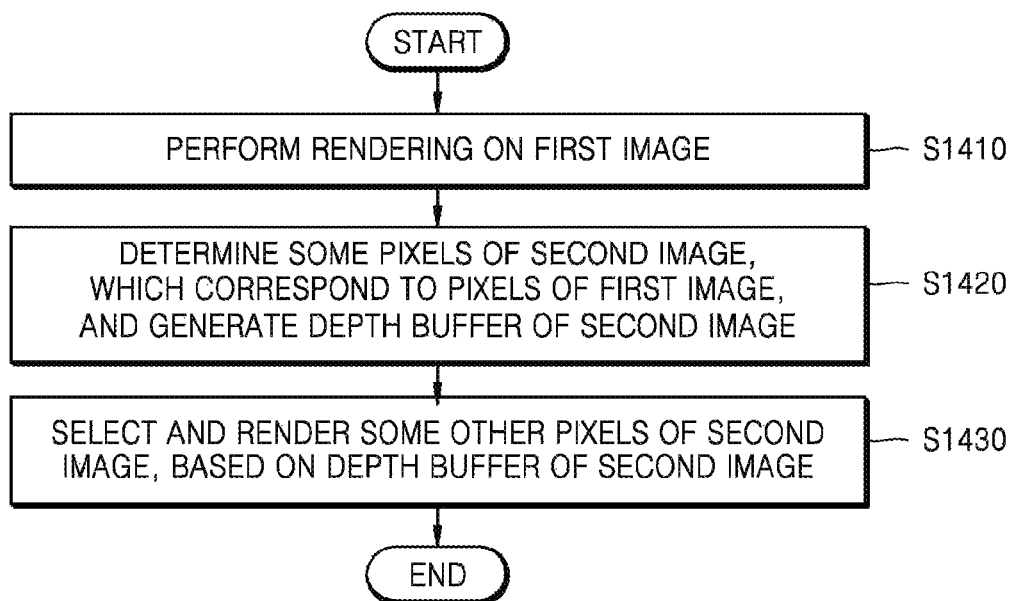 START
PERFORM RENDERING ON FIRST IMAGE
S1410
DETERMINE SOME PIXELS OF SECOND IMAGE,
WHICH CORRESPOND TO PIXELS OF FIRST IMAGE,
AND GENERATE DEPTH BUFFER OF SECOND IMAGE
S1420
SELECT AND RENDER SOME OTHER PIXELS OF SECOND
IMAGE, BASED ON DEPTH BUFFER OF SECOND IMAGE
S1430
END